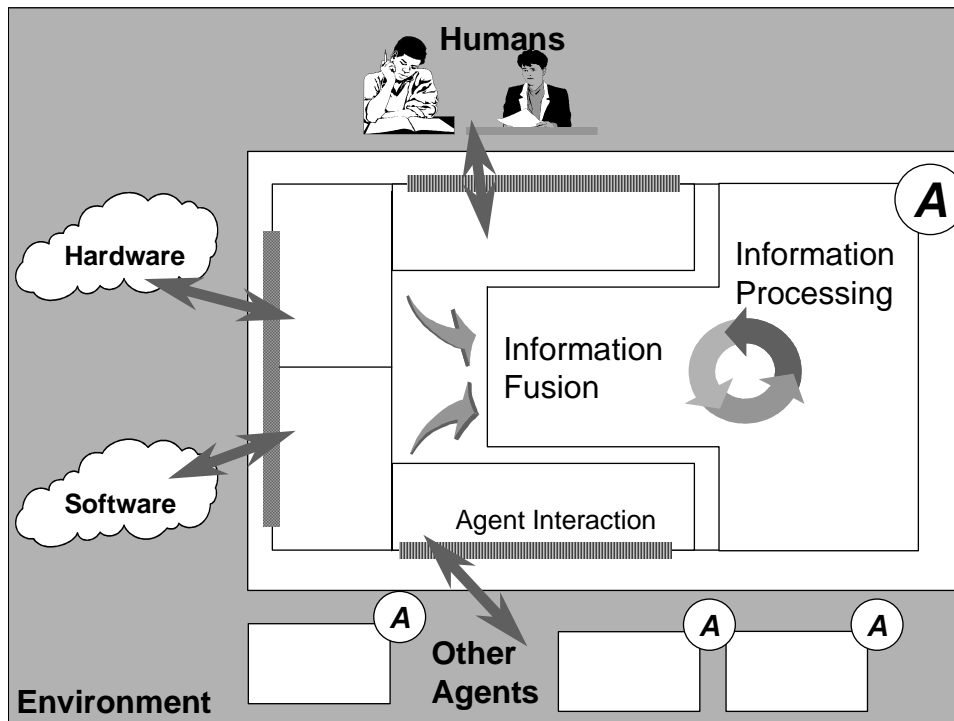 Humans
A
Hardware
Information
Processing
Information
Fusion
Software
Agent Interaction
A
A
A
Other
Agents
Environment